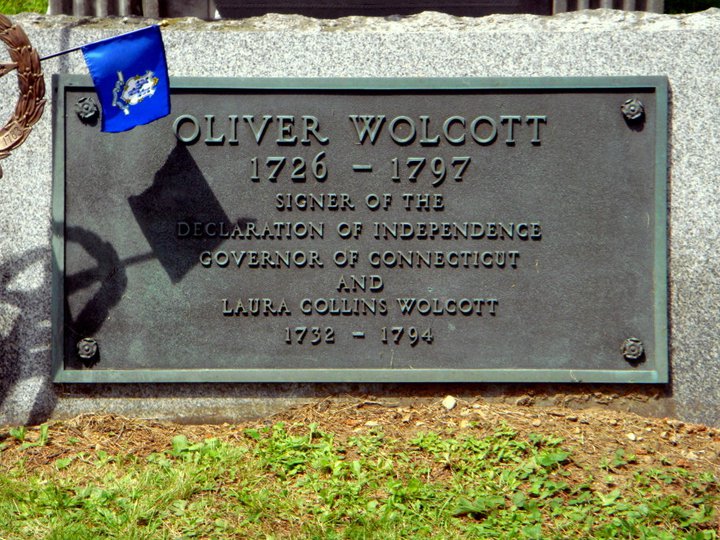 OLIVER WOLCOTT
1726 – 1797
SIGNER OF THE
DECLARATION OF INDEPENDENCE
GOVERNOR OF CONNECTICUT
AND
LAURA COLLINS WOLCOTT
1732 – 1794